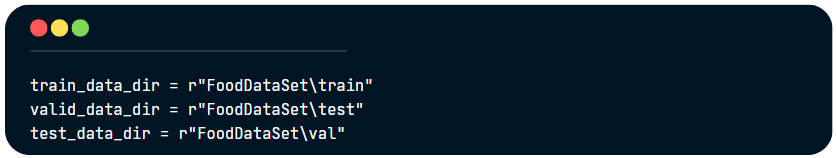 train_data_dir = r"FoodDataSet\train"
valid_data_dir = r"FoodDataSet\test"
test_data_dir = r"FoodDataSet\val"